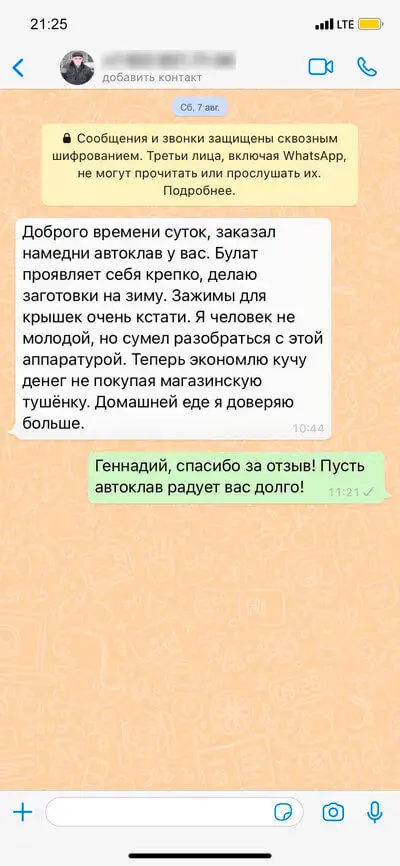 21:25
LTE
добавить контакт
Сб, 7 авг.
Сообщения и звонки защищены сквозным
шифрованием. Третьи лица, включая WhatsApp,
не могут прочитать или прослушать их.
Подробнее.
Доброго времени суток, заказал
намедни автоклав у вас. Булат
проявляет себя крепко, делаю
заготовки на зиму. Зажимы для
крышек очень кстати. Я человек не
молодой, но сумел разобраться с этой
аппаратурой. Теперь экономлю кучу
денег не покупая магазинскую
тушёнку. Домашней еде я доверяю
больше.
10:44
Геннадий, спасибо за отзыв! Пусть
автоклав радует вас долго!
11:21